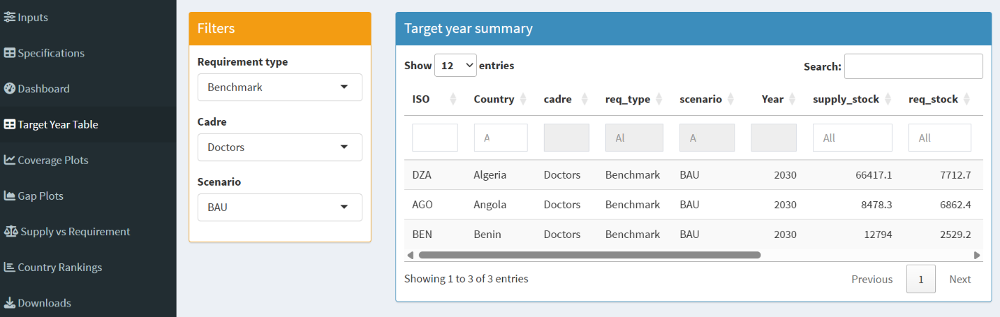 Inputs
Specifications
Dashboard
Target Year Table
Coverage Plots
Gap Plots
Supply vs Requirement
Country Rankings
Downloads
Filters
Requirement type
Benchmark
Cadre
Doctors
Scenario
BAU
Target year summary
Show 12 entries
Search:
ISO Country cadre req_type scenario Year supply_stock req_stock
A Al A All All
DZA Algeria Doctors Benchmark BAU 2030 66417.1 7712.7
AGO Angola Doctors Benchmark BAU 2030 8478.3 6862.4
BEN Benin Doctors Benchmark BAU 2030 12794 2529.2
Showing 1 to 3 of 3 entries
Previous 1 Next